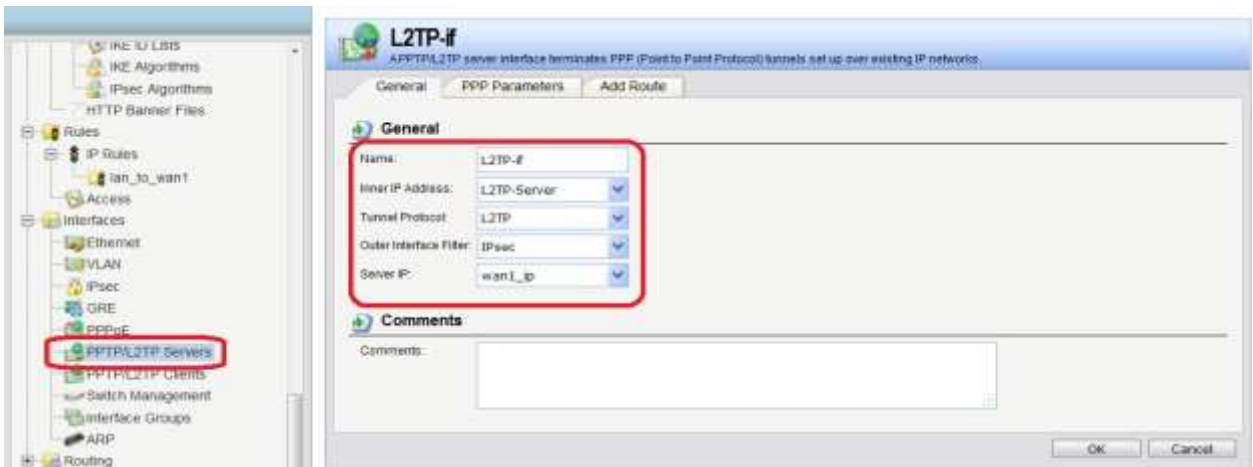 IKE ID Lists
IKE Algorithms
IPsec Algorithms
HTTP Banner Files
Rules
IP Rules
lan_to_wan1
Access
Interfaces
Ethernet
VLAN
IPsec
GRE
PPPoE
PPTP/L2TP Servers
PPTP/L2TP Clients
Switch Management
Interface Groups
ARP
Routing
L2TP-if
A PPTP/L2TP server interface terminates PPP (Point to Point Protocol) tunnels set up over existing IP networks.
General PPP Parameters Add Route
General
Name: L2TP-if
Inner IP Address: L2TP-Server
Tunnel Protocol: L2TP
Outer Interface Filter: IPsec
Server IP: wan1_ip
Comments
Comments:
OK Cancel